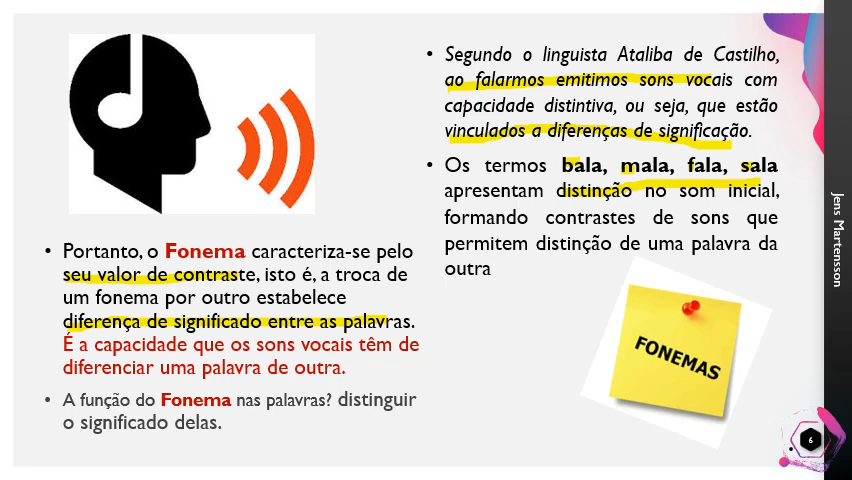 • Segundo o linguista Ataliba de Castilho,
ao falarmos emitimos sons vocais com
capacidade distintiva, ou seja, que estão
vinculados a diferenças de significação.
• Os termos bala, mala, fala, sala
apresentam distinção no som inicial,
formando contrastes de sons que
permitem distinção de uma palavra da
outra
• Portanto, o Fonema caracteriza-se pelo
seu valor de contraste, isto é, a troca de
um fonema por outro estabelece
diferença de significado entre as palavras.
É a capacidade que os sons vocais têm de
diferenciar uma palavra de outra.
• A função do Fonema nas palavras? distinguir
o significado delas.
FONEMAS
Jens Martensson
6